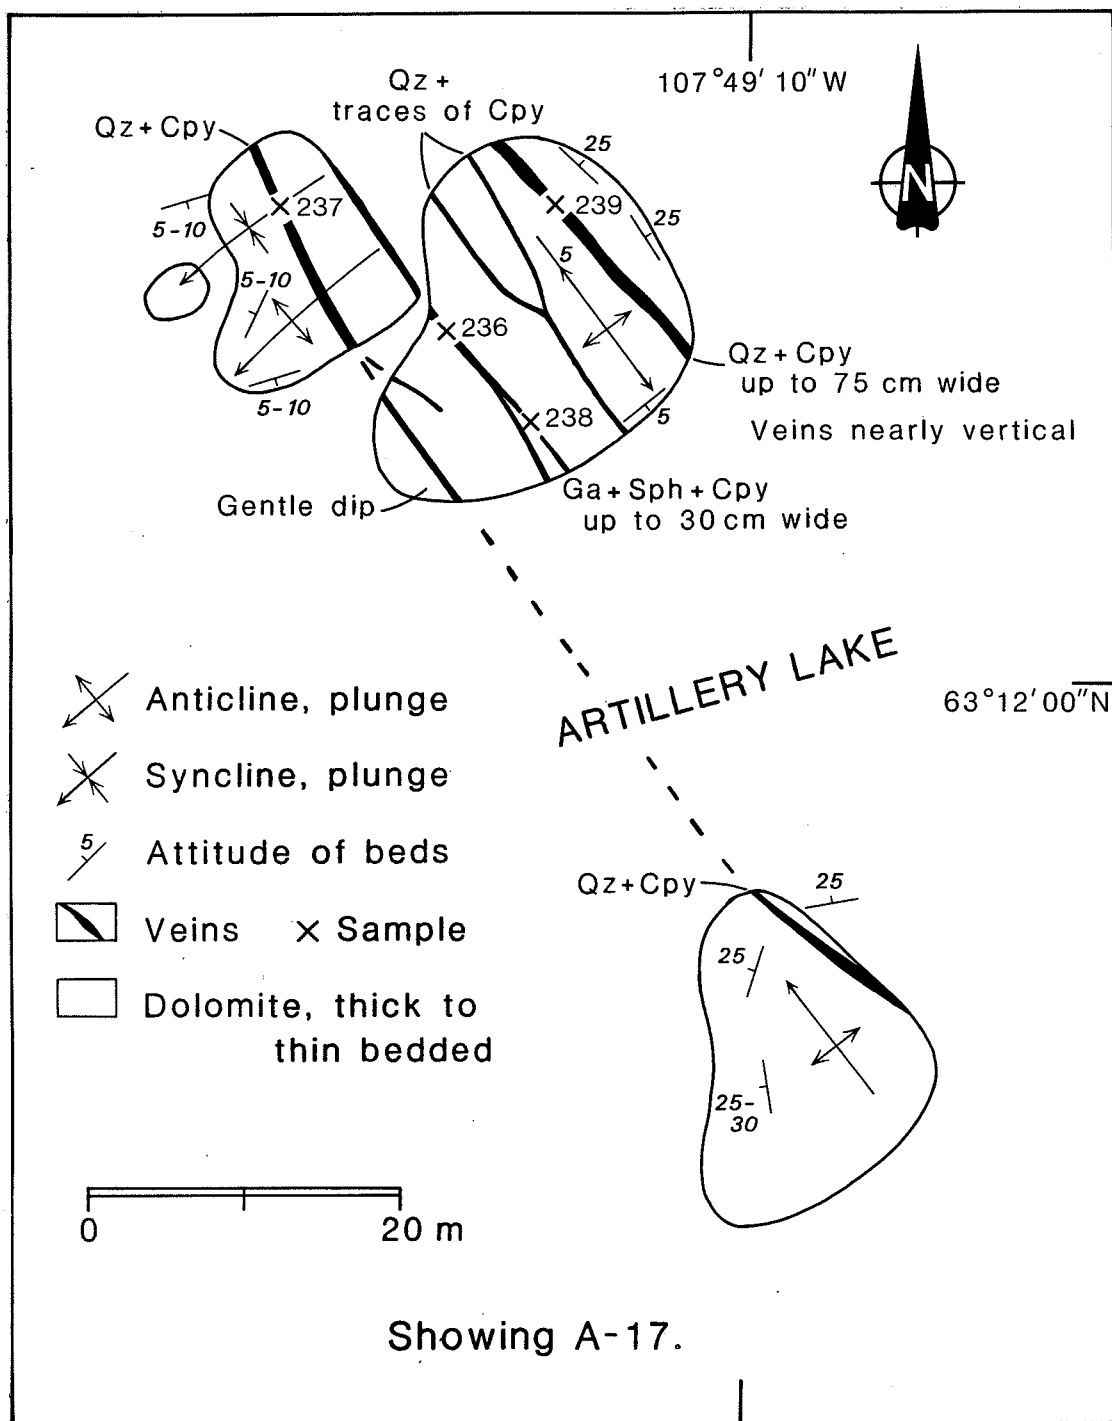 107°49' 10" W
Qz +
traces of Cpy
Qz + Cpy
N
25
237
239
5-10
25
5
5-10
236
Qz + Cpy
up to 75 cm wide
5-10
5
238
Veins nearly vertical
Gentle dip
Ga + Sph + Cpy
up to 30 cm wide
ARTILLERY LAKE
63°12' 00" N
Anticline, plunge
Syncline, plunge
5
Attitude of beds
Veins
× Sample
Dolomite, thick to
thin bedded
Qz + Cpy
25
25
25-
30
0
20 m
Showing A-17.